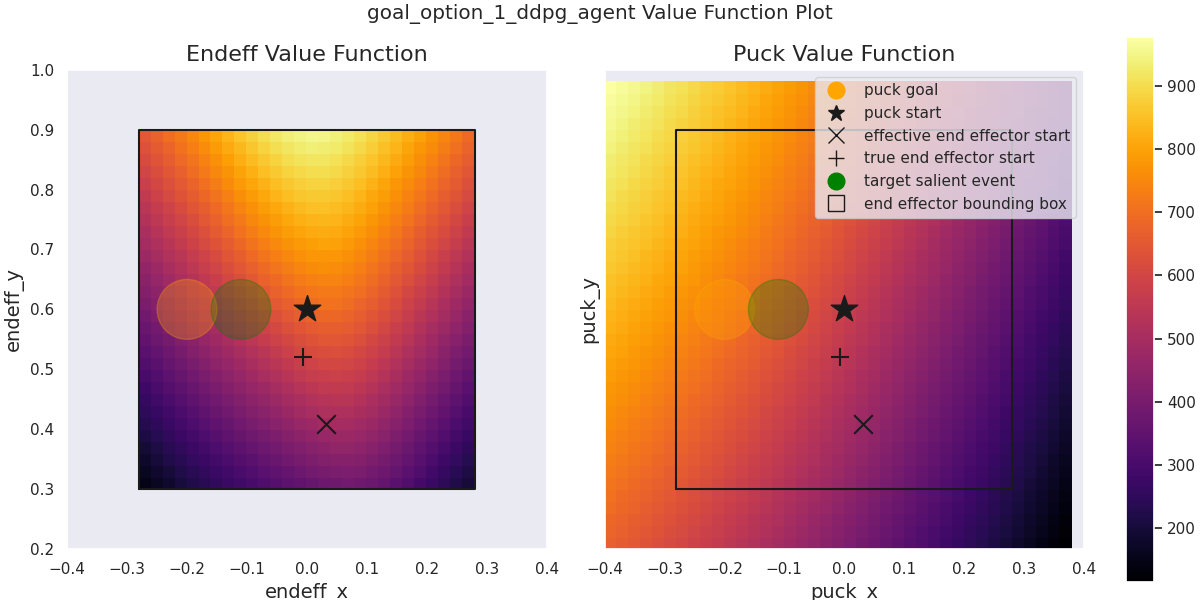 goal_option_1_ddpg_agent Value Function Plot
Endeff Value Function
1.0
0.9
0.8
0.7
0.6
0.5
0.4
0.3
0.2
endeff_y
−0.4 −0.3 −0.2 −0.1 0.0 0.1 0.2 0.3 0.4
endeff_x
Puck Value Function
puck goal
puck start
effective end effector start
true end effector start
target salient event
end effector bounding box
puck_y
−0.4 −0.3 −0.2 −0.1 0.0 0.1 0.2 0.3 0.4
puck_x
900
800
700
600
500
400
300
200